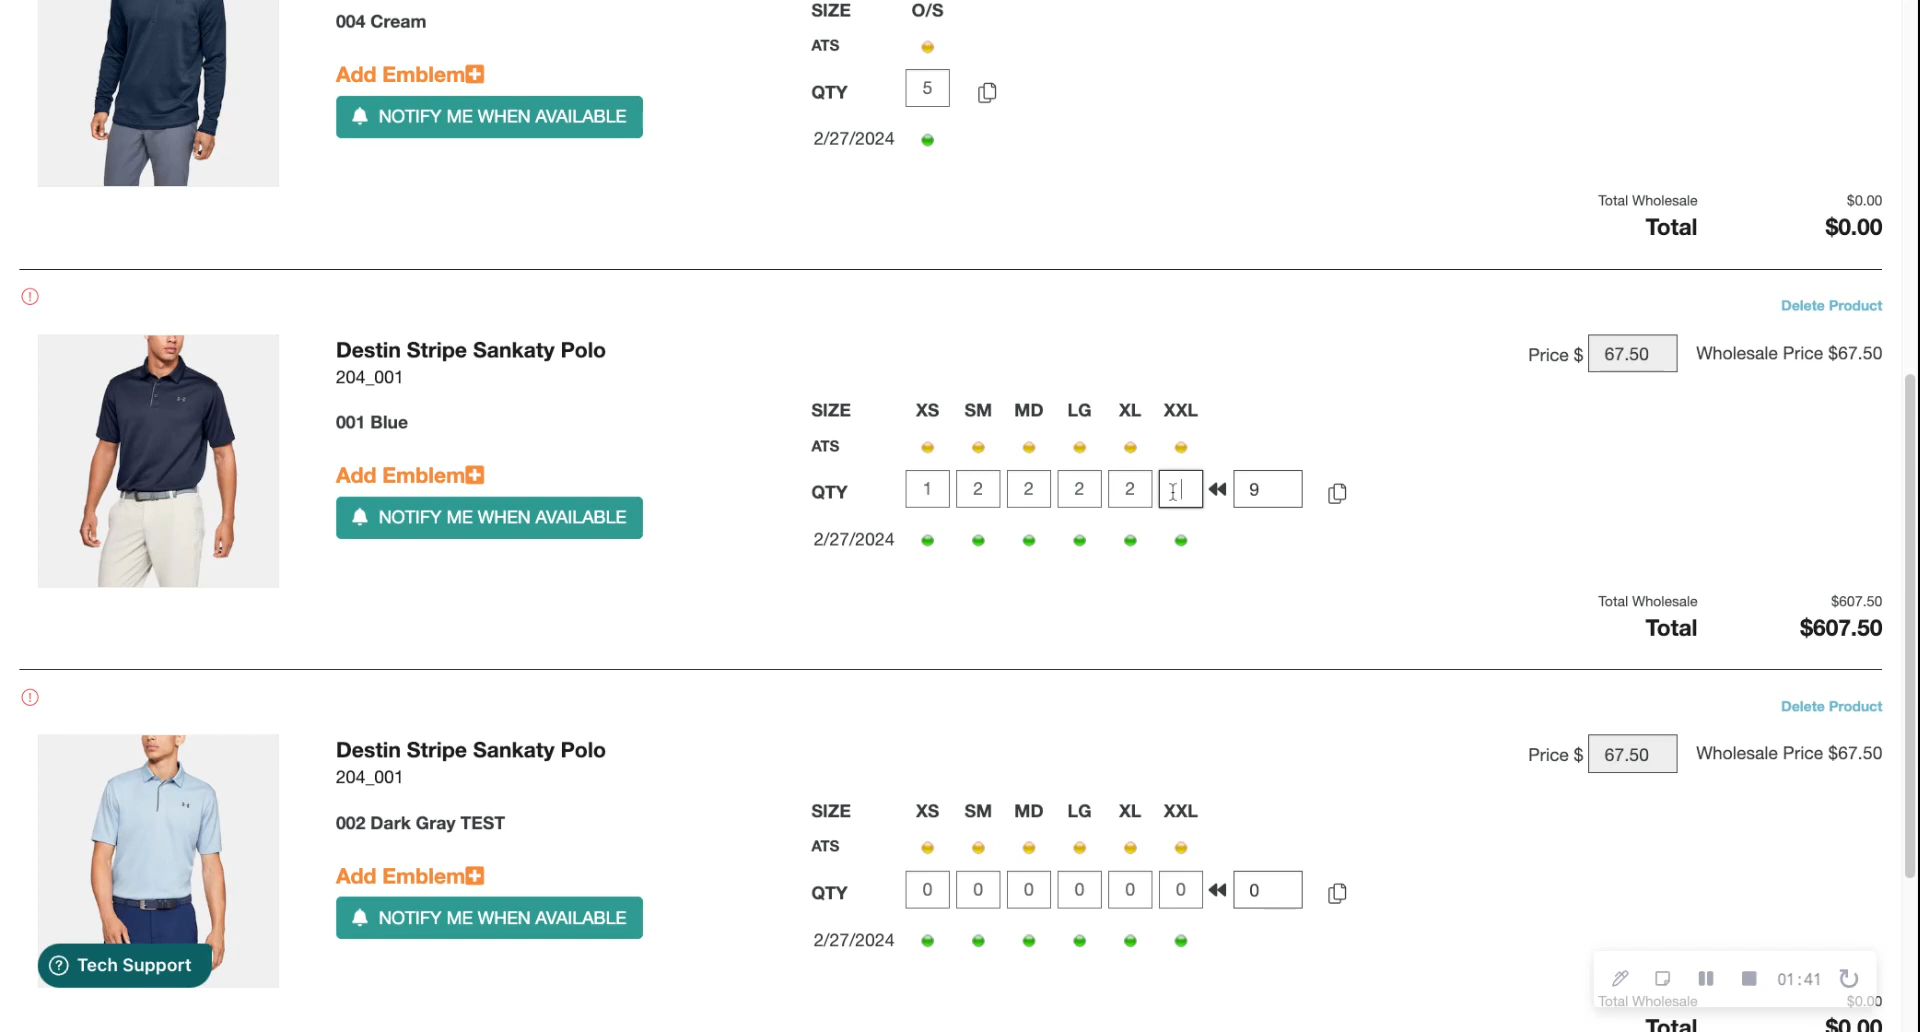 004 Cream
SIZE O/S
ATS
Add Emblem
QTY 5
NOTIFY ME WHEN AVAILABLE
2/27/2024
Total Wholesale $0.00
Total $0.00
Delete Product
Destin Stripe Sankaty Polo
Price $ 67.50 Wholesale Price $67.50
204_001
SIZE XS SM MD LG XL XXL
001 Blue
ATS
Add Emblem
QTY 1 2 2 2 2 9
NOTIFY ME WHEN AVAILABLE
2/27/2024
Total Wholesale $607.50
Total $607.50
Delete Product
Destin Stripe Sankaty Polo
Price $ 67.50 Wholesale Price $67.50
204_001
SIZE XS SM MD LG XL XXL
002 Dark Gray TEST
ATS
Add Emblem
QTY 0 0 0 0 0 0 0
NOTIFY ME WHEN AVAILABLE
2/27/2024
Tech Support
01:41
Total Wholesale $0.00
Total $0.00